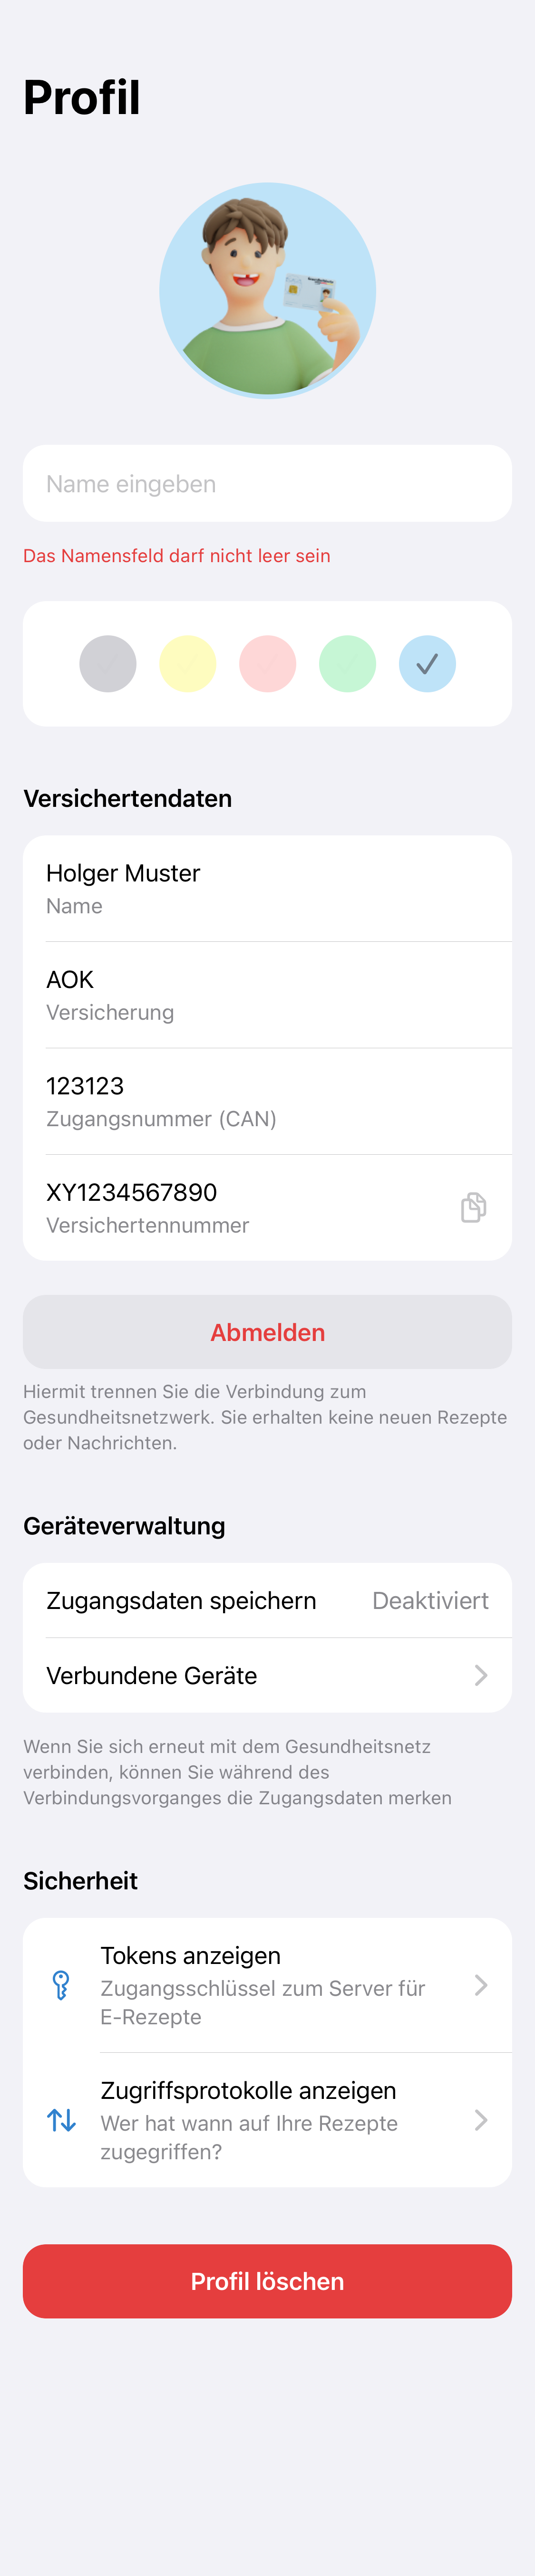 Profil
Name eingeben
Das Namensfeld darf nicht leer sein
Versichertendaten
Holger Muster
Name
AOK
Versicherung
123123
Zugangsnummer (CAN)
XY1234567890
Versichertennummer
Abmelden
Hiermit trennen Sie die Verbindung zum
Gesundheitsnetzwerk. Sie erhalten keine neuen Rezepte
oder Nachrichten.
Geräteverwaltung
Zugangsdaten speichern Deaktiviert
Verbundene Geräte
Wenn Sie sich erneut mit dem Gesundheitsnetz
verbinden, können Sie während des
Verbindungsvorganges die Zugangsdaten merken
Sicherheit
Tokens anzeigen
Zugangsschlüssel zum Server für
E-Rezepte
Zugriffsprotokolle anzeigen
Wer hat wann auf Ihre Rezepte
zugegriffen?
Profil löschen